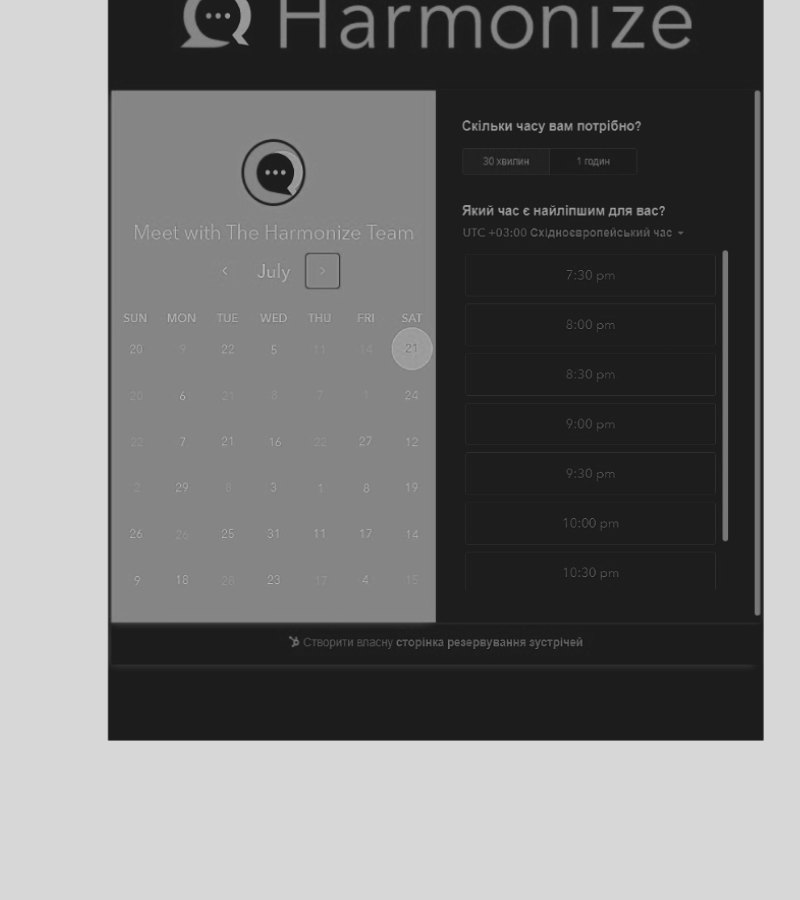 Harmonize
Meet with The Harmonize Team
July
SUN MON TUE WED THU FRI SAT
20 9 22 5 11 14 21
20 6 21 8 7 24
22 7 21 16 22 27 12
2 29 8 3 1 8 19
26 26 25 31 11 17 14
9 18 28 23 17 4 15
Скільки часу вам потрібно?
30 хвилин 1 годин
Який час є найліпшим для вас?
UTC +03:00 Східноєвропейський час
7:30 pm
8:00 pm
8:30 pm
9:00 pm
9:30 pm
10:00 pm
10:30 pm
Створити власну сторінка резервування зустрічей